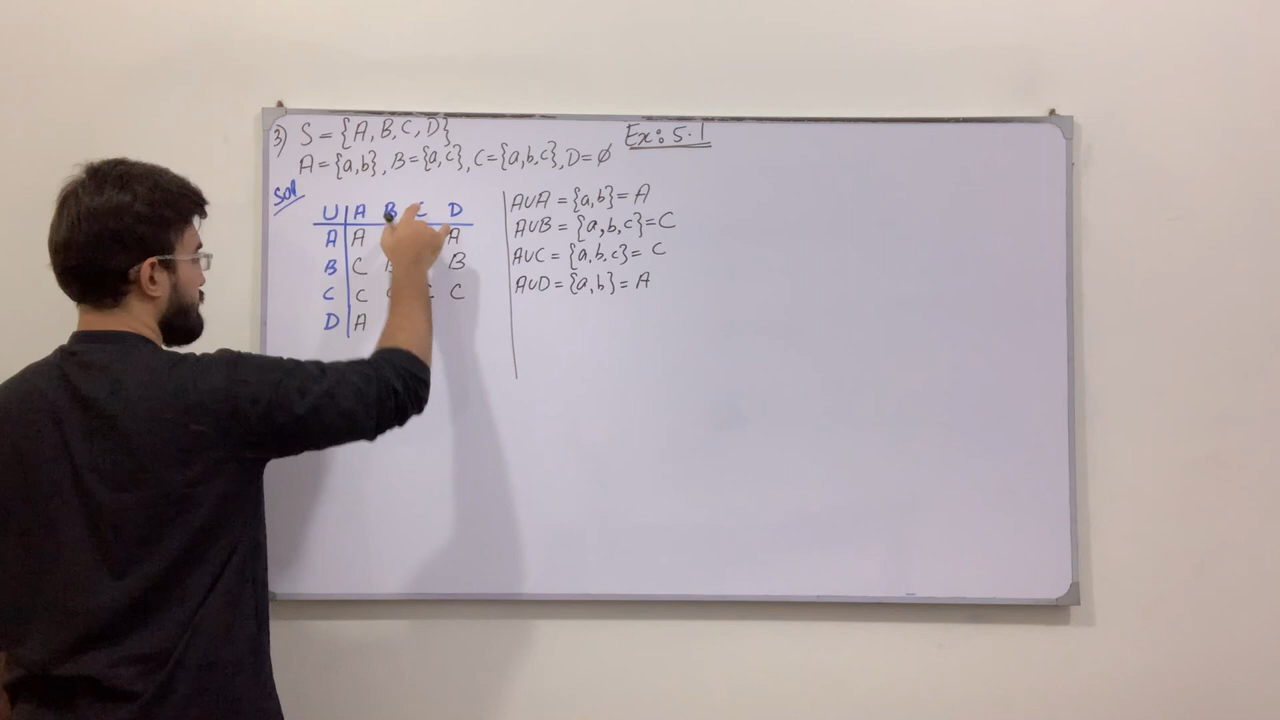 3) S = {A, B, C, D}
Ex: 5.1
A = {a,b}, B = {a,c}, C = {a,b,c}, D = ∅
Sol
∪ A B C D
A A A
B C B B
C C C C C
D A
A∪A = {a,b} = A
A∪B = {a,b,c} = C
A∪C = {a,b,c} = C
A∪D = {a,b} = A